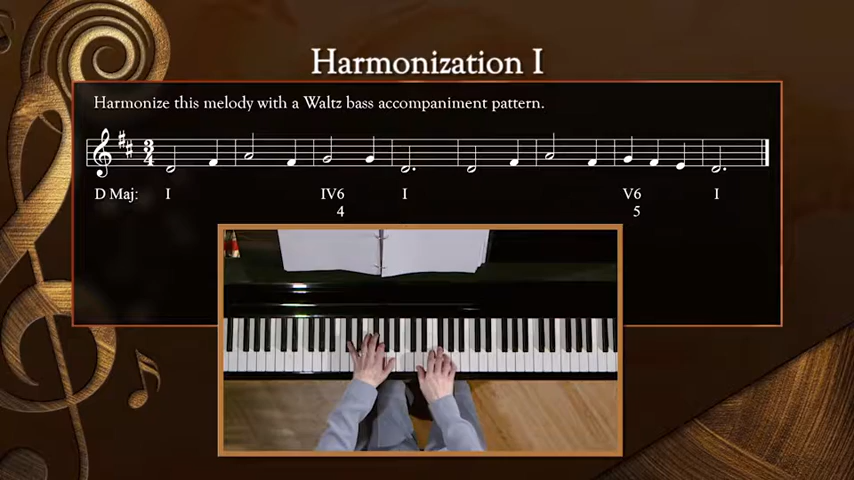 Harmonization I
Harmonize this melody with a Waltz bass accompaniment pattern.
3
4
D Maj: I IV6 I V6 I
4 5